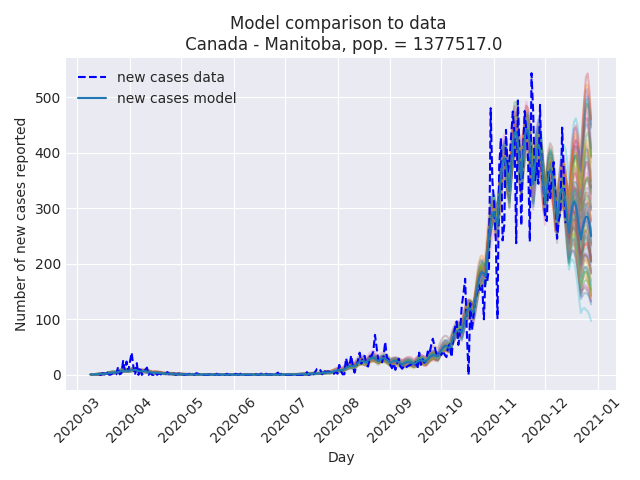 Model comparison to data
Canada - Manitoba, pop. = 1377517.0
new cases data
new cases model
Number of new cases reported
500
400
300
200
100
0
2020-03
2020-04
2020-05
2020-06
2020-07
2020-08
2020-09
2020-10
2020-11
2020-12
2021-01
Day